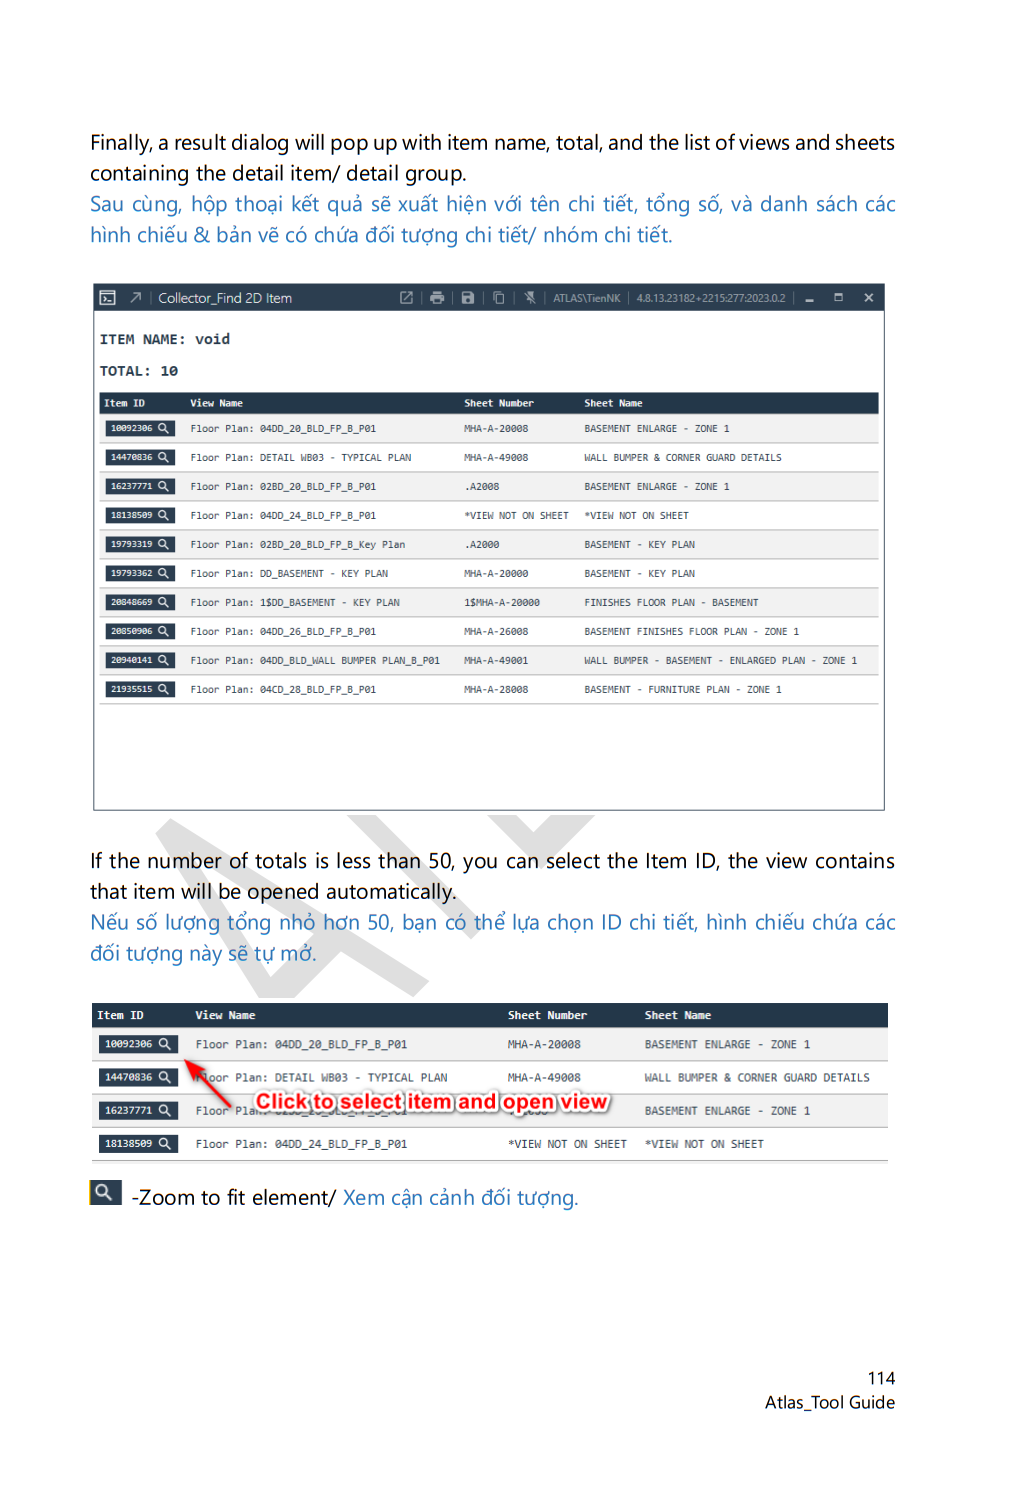 Finally, a result dialog will pop up with item name, total, and the list of views and sheets
containing the detail item/ detail group.
Sau cùng, hộp thoại kết quả sẽ xuất hiện với tên chi tiết, tổng số, và danh sách các
hình chiếu & bản vẽ có chứa đối tượng chi tiết/ nhóm chi tiết.
Collector_Find 2D Item ATLAS\TienNK 4.8.13.23182+2215:277:2023.0.2
ITEM NAME: void
TOTAL: 10
Item ID View Name Sheet Number Sheet Name
10092306 Floor Plan: 04DD_20_BLD_FP_B_P01 MHA-A-20008 BASEMENT ENLARGE - ZONE 1
14470836 Floor Plan: DETAIL WB03 - TYPICAL PLAN MHA-A-49008 WALL BUMPER & CORNER GUARD DETAILS
16237771 Floor Plan: 02BD_20_BLD_FP_B_P01 .A2008 BASEMENT ENLARGE - ZONE 1
18138509 Floor Plan: 04DD_24_BLD_FP_B_P01 *VIEW NOT ON SHEET *VIEW NOT ON SHEET
19793319 Floor Plan: 02BD_20_BLD_FP_B_Key Plan .A2000 BASEMENT - KEY PLAN
19793362 Floor Plan: DD_BASEMENT - KEY PLAN MHA-A-20000 BASEMENT - KEY PLAN
20848669 Floor Plan: 1$DD_BASEMENT - KEY PLAN 1$MHA-A-20000 FINISHES FLOOR PLAN - BASEMENT
20850906 Floor Plan: 04DD_26_BLD_FP_B_P01 MHA-A-26008 BASEMENT FINISHES FLOOR PLAN - ZONE 1
20940141 Floor Plan: 04DD_BLD_WALL BUMPER PLAN_B_P01 MHA-A-49001 WALL BUMPER - BASEMENT - ENLARGED PLAN - ZONE 1
21935515 Floor Plan: 04CD_28_BLD_FP_B_P01 MHA-A-28008 BASEMENT - FURNITURE PLAN - ZONE 1
If the number of totals is less than 50, you can select the Item ID, the view contains
that item will be opened automatically.
Nếu số lượng tổng nhỏ hơn 50, bạn có thể lựa chọn ID chi tiết, hình chiếu chứa các
đối tượng này sẽ tự mở.
Item ID View Name Sheet Number Sheet Name
10092306 Floor Plan: 04DD_20_BLD_FP_B_P01 MHA-A-20008 BASEMENT ENLARGE - ZONE 1
14470836 Floor Plan: DETAIL WB03 - TYPICAL PLAN MHA-A-49008 WALL BUMPER & CORNER GUARD DETAILS
Click to select item and open view
16237771 Floor Plan: BASEMENT ENLARGE - ZONE 1
18138509 Floor Plan: 04DD_24_BLD_FP_B_P01 *VIEW NOT ON SHEET *VIEW NOT ON SHEET
-Zoom to fit element/ Xem cận cảnh đối tượng.
114
Atlas_Tool Guide